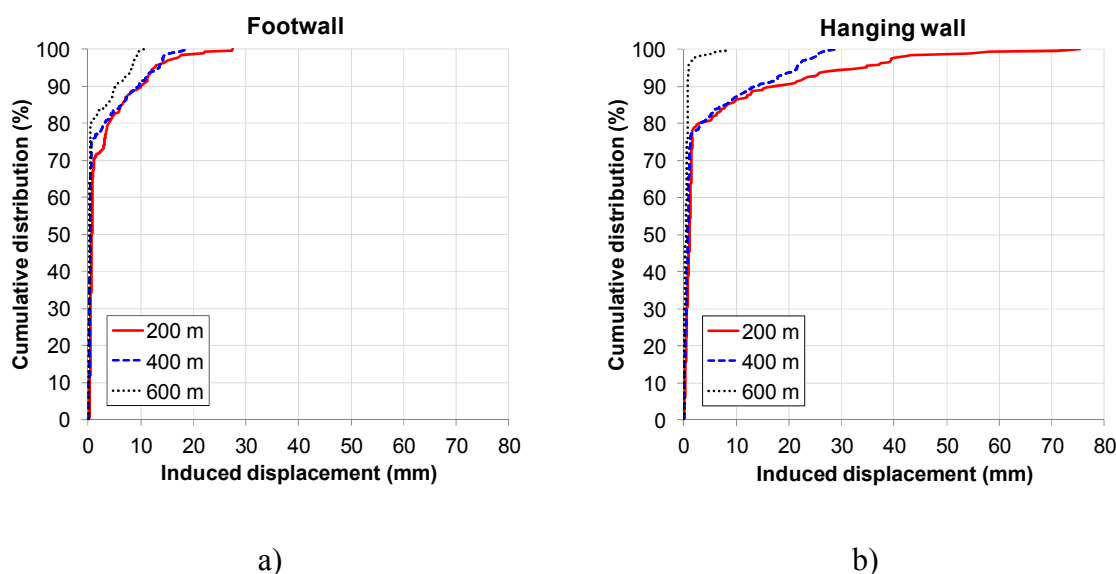 Footwall
Cumulative distribution (%)
100
90
80
70
60
50
40
30
20
10
0
200 m
400 m
600 m
0 10 20 30 40 50 60 70 80
Induced displacement (mm)
a)
Hanging wall
Cumulative distribution (%)
100
90
80
70
60
50
40
30
20
10
0
200 m
400 m
600 m
0 10 20 30 40 50 60 70 80
Induced displacement (mm)
b)